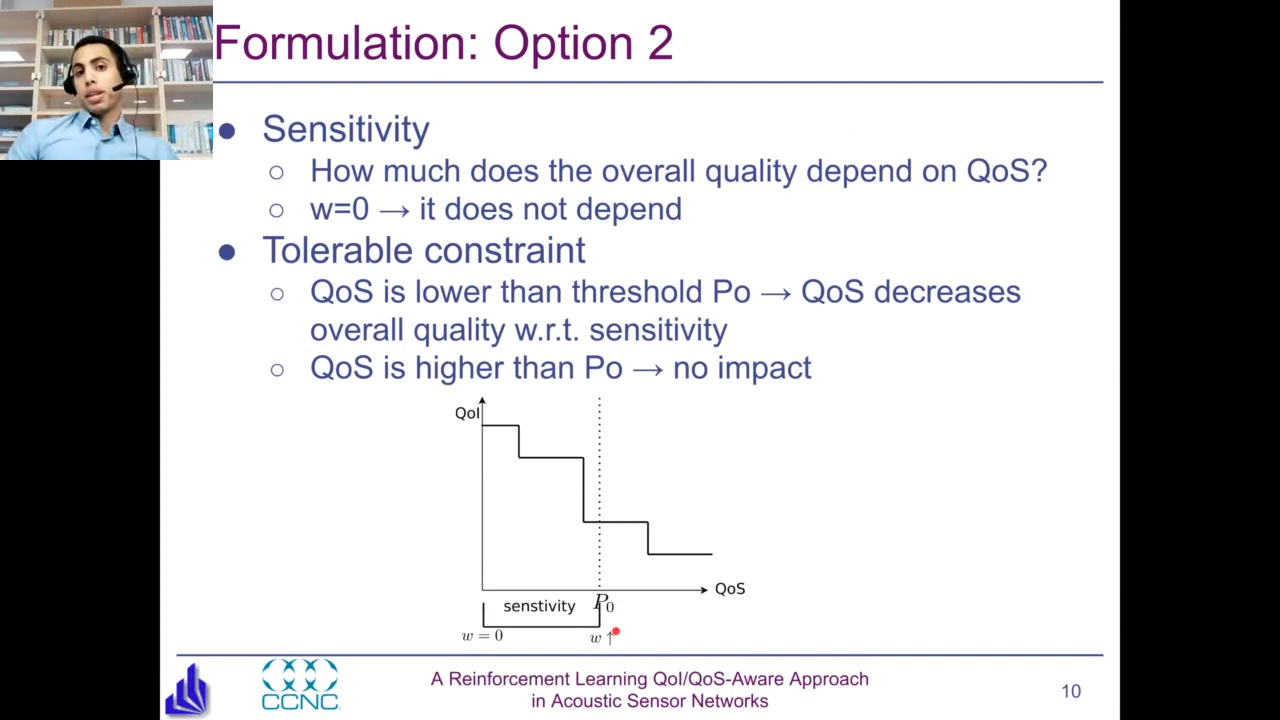 Formulation: Option 2
● Sensitivity
○ How much does the overall quality depend on QoS?
○ w=0 → it does not depend
● Tolerable constraint
○ QoS is lower than threshold Po → QoS decreases
overall quality w.r.t. sensitivity
○ QoS is higher than Po → no impact
QoI
QoS
senstivity
P₀
w = 0
w ↑
CCNC
A Reinforcement Learning QoI/QoS-Aware Approach
in Acoustic Sensor Networks
10